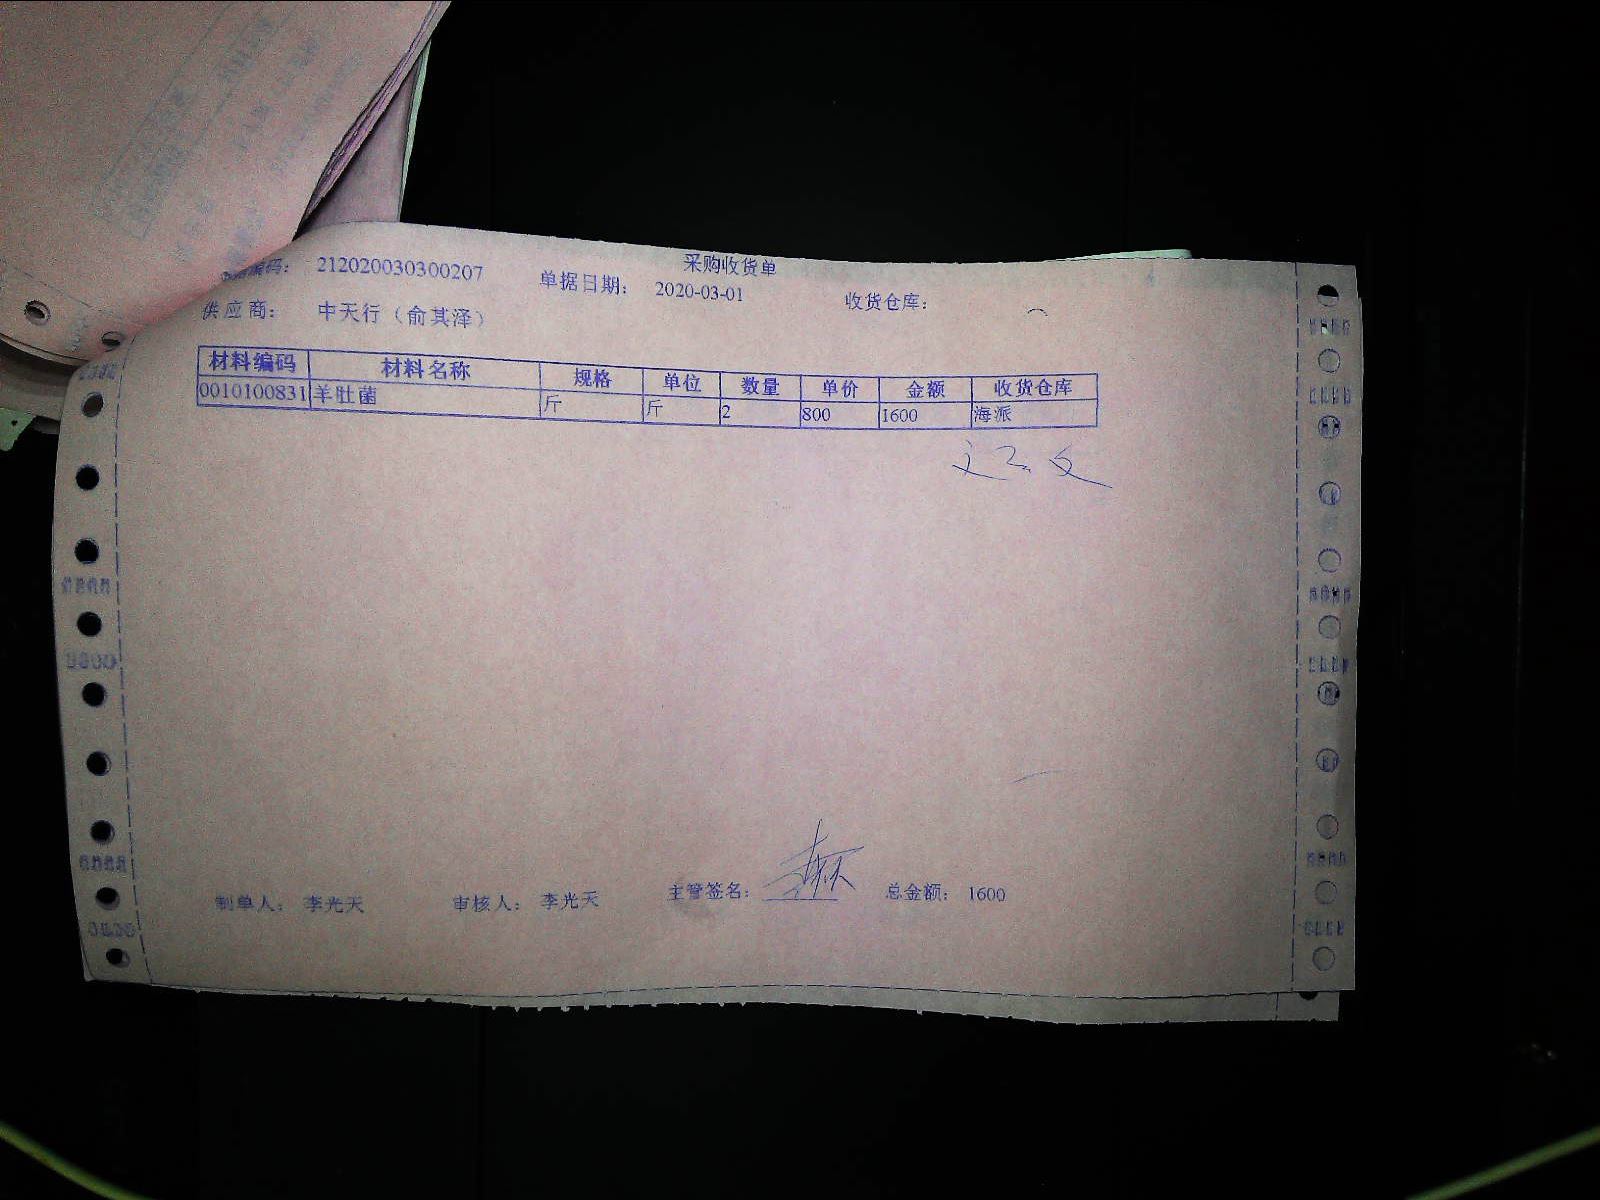 采购收货单
编码： 212020030300207 单据日期： 2020-03-01 收货仓库：
供应商： 中天行（俞其泽）
材料编码 材料名称 规格 单位 数量 单价 金额 收货仓库
0010100831 羊肚菌 斤 斤 2 800 1600 海派
制单人： 李光天 审核人： 李光天 主管签名： 总金额： 1600